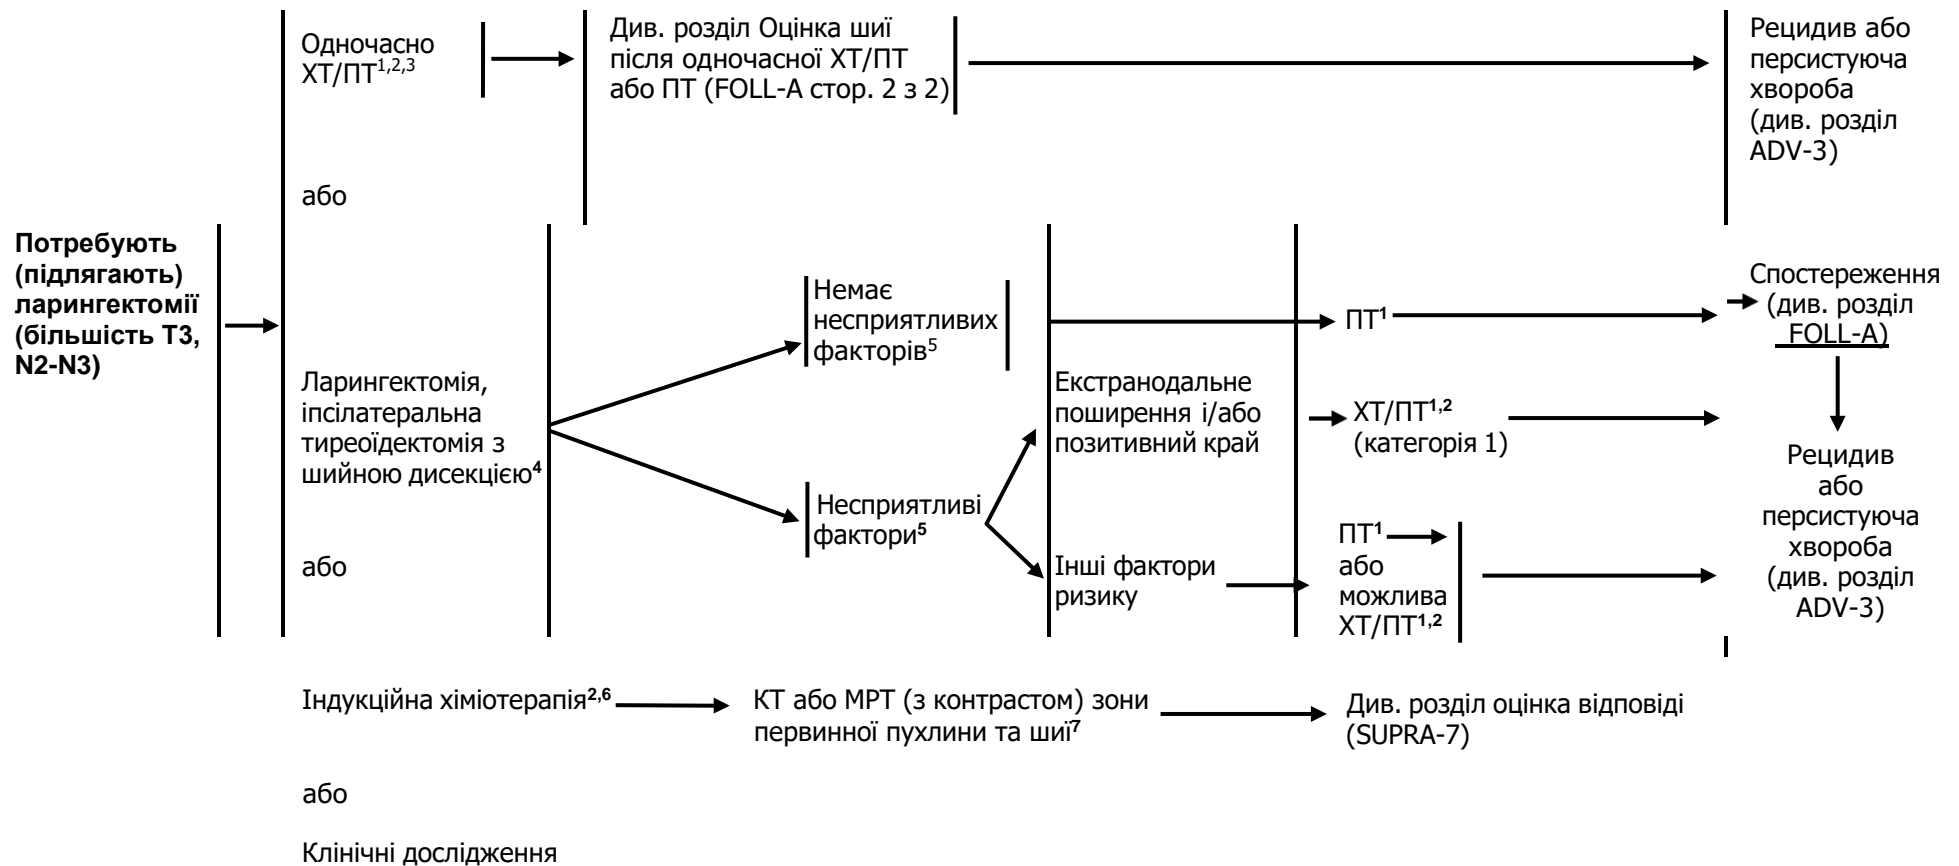 Потребують
(підлягають)
ларингектомії
(більшість Т3,
N2-N3)
Одночасно
ХТ/ПТ1,2,3
Див. розділ Оцінка шиї
після одночасної ХТ/ПТ
або ПТ (FOLL-A стор. 2 з 2)
Рецидив або
персистуюча
хвороба
(див. розділ
ADV-3)
або
Ларингектомія,
іпсілатеральна
тиреоїдектомія з
шийною дисекцією4
Немає
несприятливих
факторів5
ПТ1
Спостереження
(див. розділ
FOLL-A)
Несприятливі
фактори5
Екстранодальне
поширення і/або
позитивний край
ХТ/ПТ1,2
(категорія 1)
Інші фактори
ризику
ПТ1
або
можлива
ХТ/ПТ1,2
Рецидив
або
персистуюча
хвороба
(див. розділ
ADV-3)
або
Індукційна хіміотерапія2,6
КТ або МРТ (з контрастом) зони
первинної пухлини та шиї7
Див. розділ оцінка відповіді
(SUPRA-7)
або
Клінічні дослідження